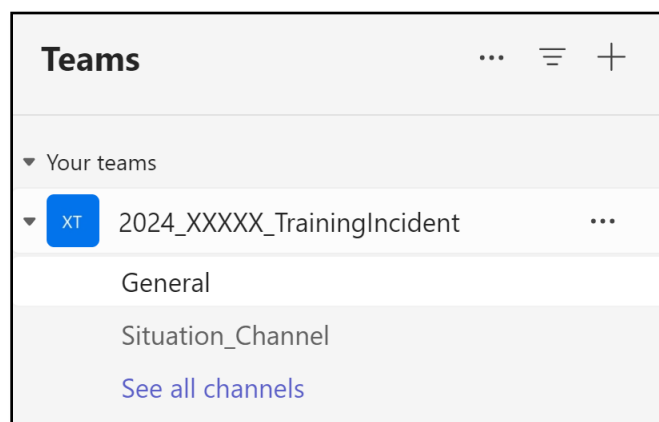 Teams
Your teams
XT 2024_XXXXX_TrainingIncident
General
Situation_Channel
See all channels